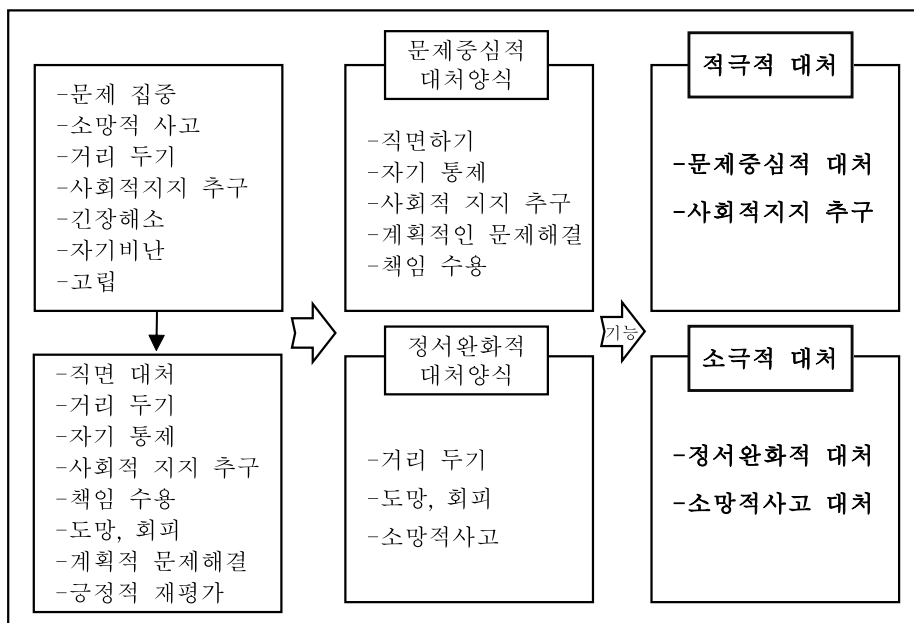 -문제 집중
-소망적 사고
-거리 두기
-사회적지지 추구
-긴장해소
-자기비난
-고립
-직면 대처
-거리 두기
-자기 통제
-사회적 지지 추구
-책임 수용
-도망, 회피
-계획적 문제해결
-긍정적 재평가
문제중심적
대처양식
-직면하기
-자기 통제
-사회적 지지 추구
-계획적인 문제해결
-책임 수용
정서완화적
대처양식
-거리 두기
-도망, 회피
-소망적사고
기능
적극적 대처
-문제중심적 대처
-사회적지지 추구
소극적 대처
-정서완화적 대처
-소망적사고 대처